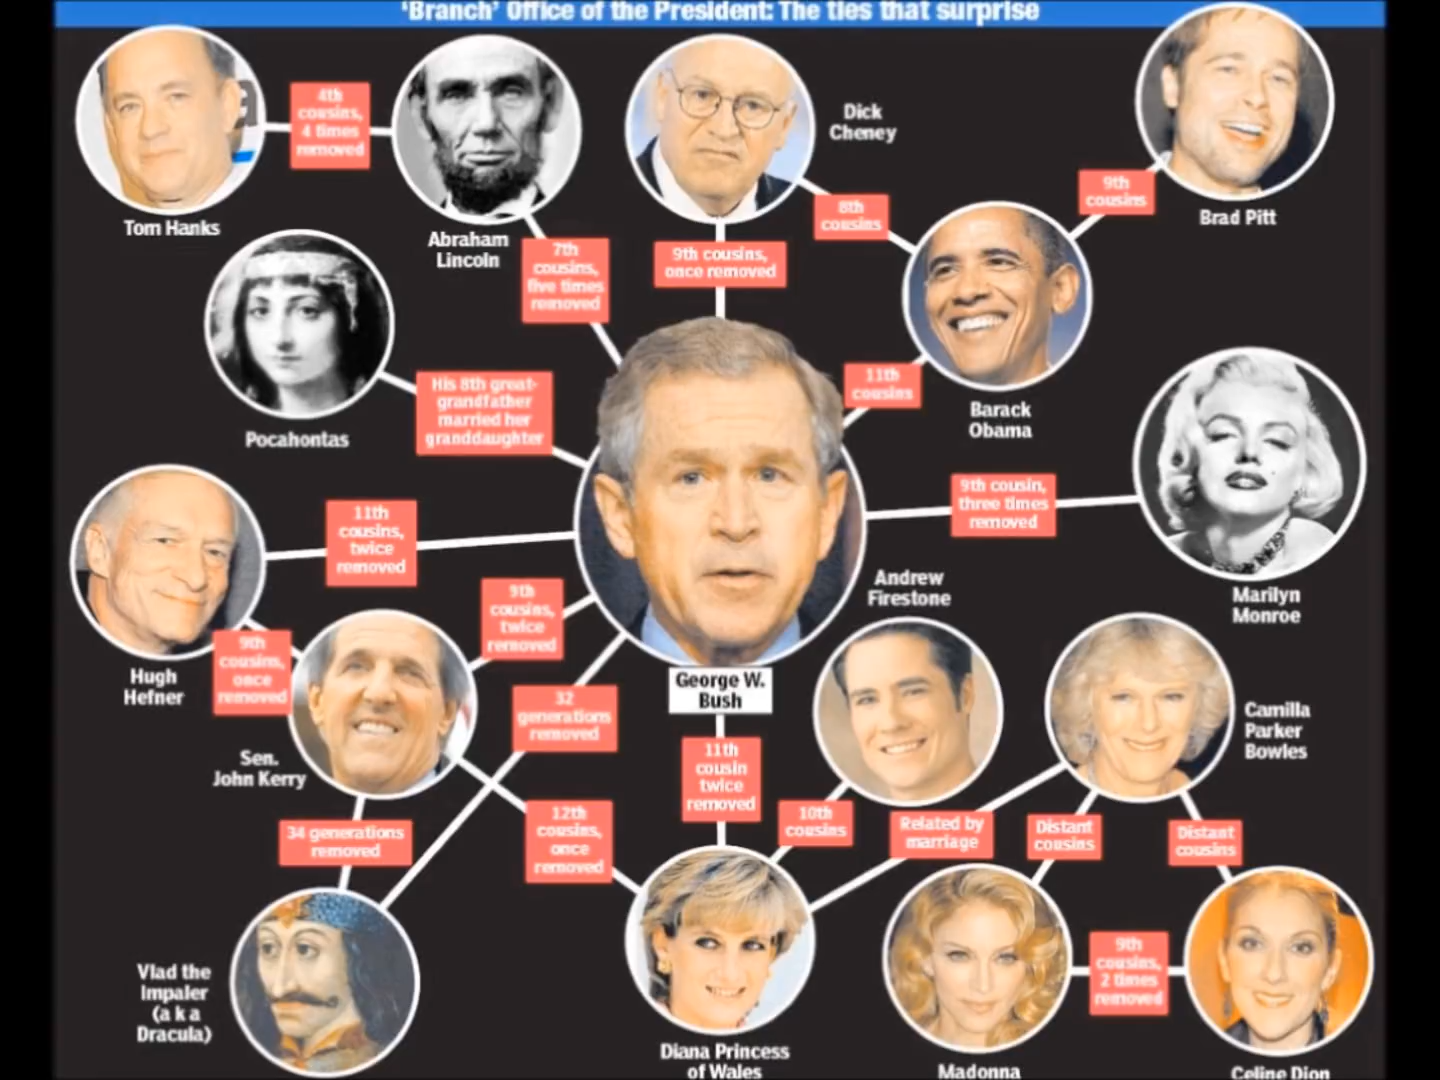 'Branch' Office of the President: The ties that surprise
Tom Hanks
4th
cousins,
4 times
removed
Abraham
Lincoln
7th
cousins,
five times
removed
Dick
Cheney
9th cousins,
once removed
8th
cousins
9th
cousins
Brad Pitt
Pocahontas
His 8th great-
grandfather
married her
granddaughter
11th
cousins
Barack
Obama
9th cousin,
three times
removed
Marilyn
Monroe
11th
cousins,
twice
removed
Hugh
Hefner
9th
cousins,
once
removed
9th
cousins,
twice
removed
Sen.
John Kerry
32
generations
removed
George W.
Bush
Andrew
Firestone
Camilla
Parker
Bowles
34 generations
removed
12th
cousins,
once
removed
11th
cousin
twice
removed
10th
cousins
Related by
marriage
Distant
cousins
Distant
cousins
Vlad the
Impaler
(a k a
Dracula)
Diana Princess
of Wales
Madonna
9th
cousins,
2 times
removed
Celine Dion